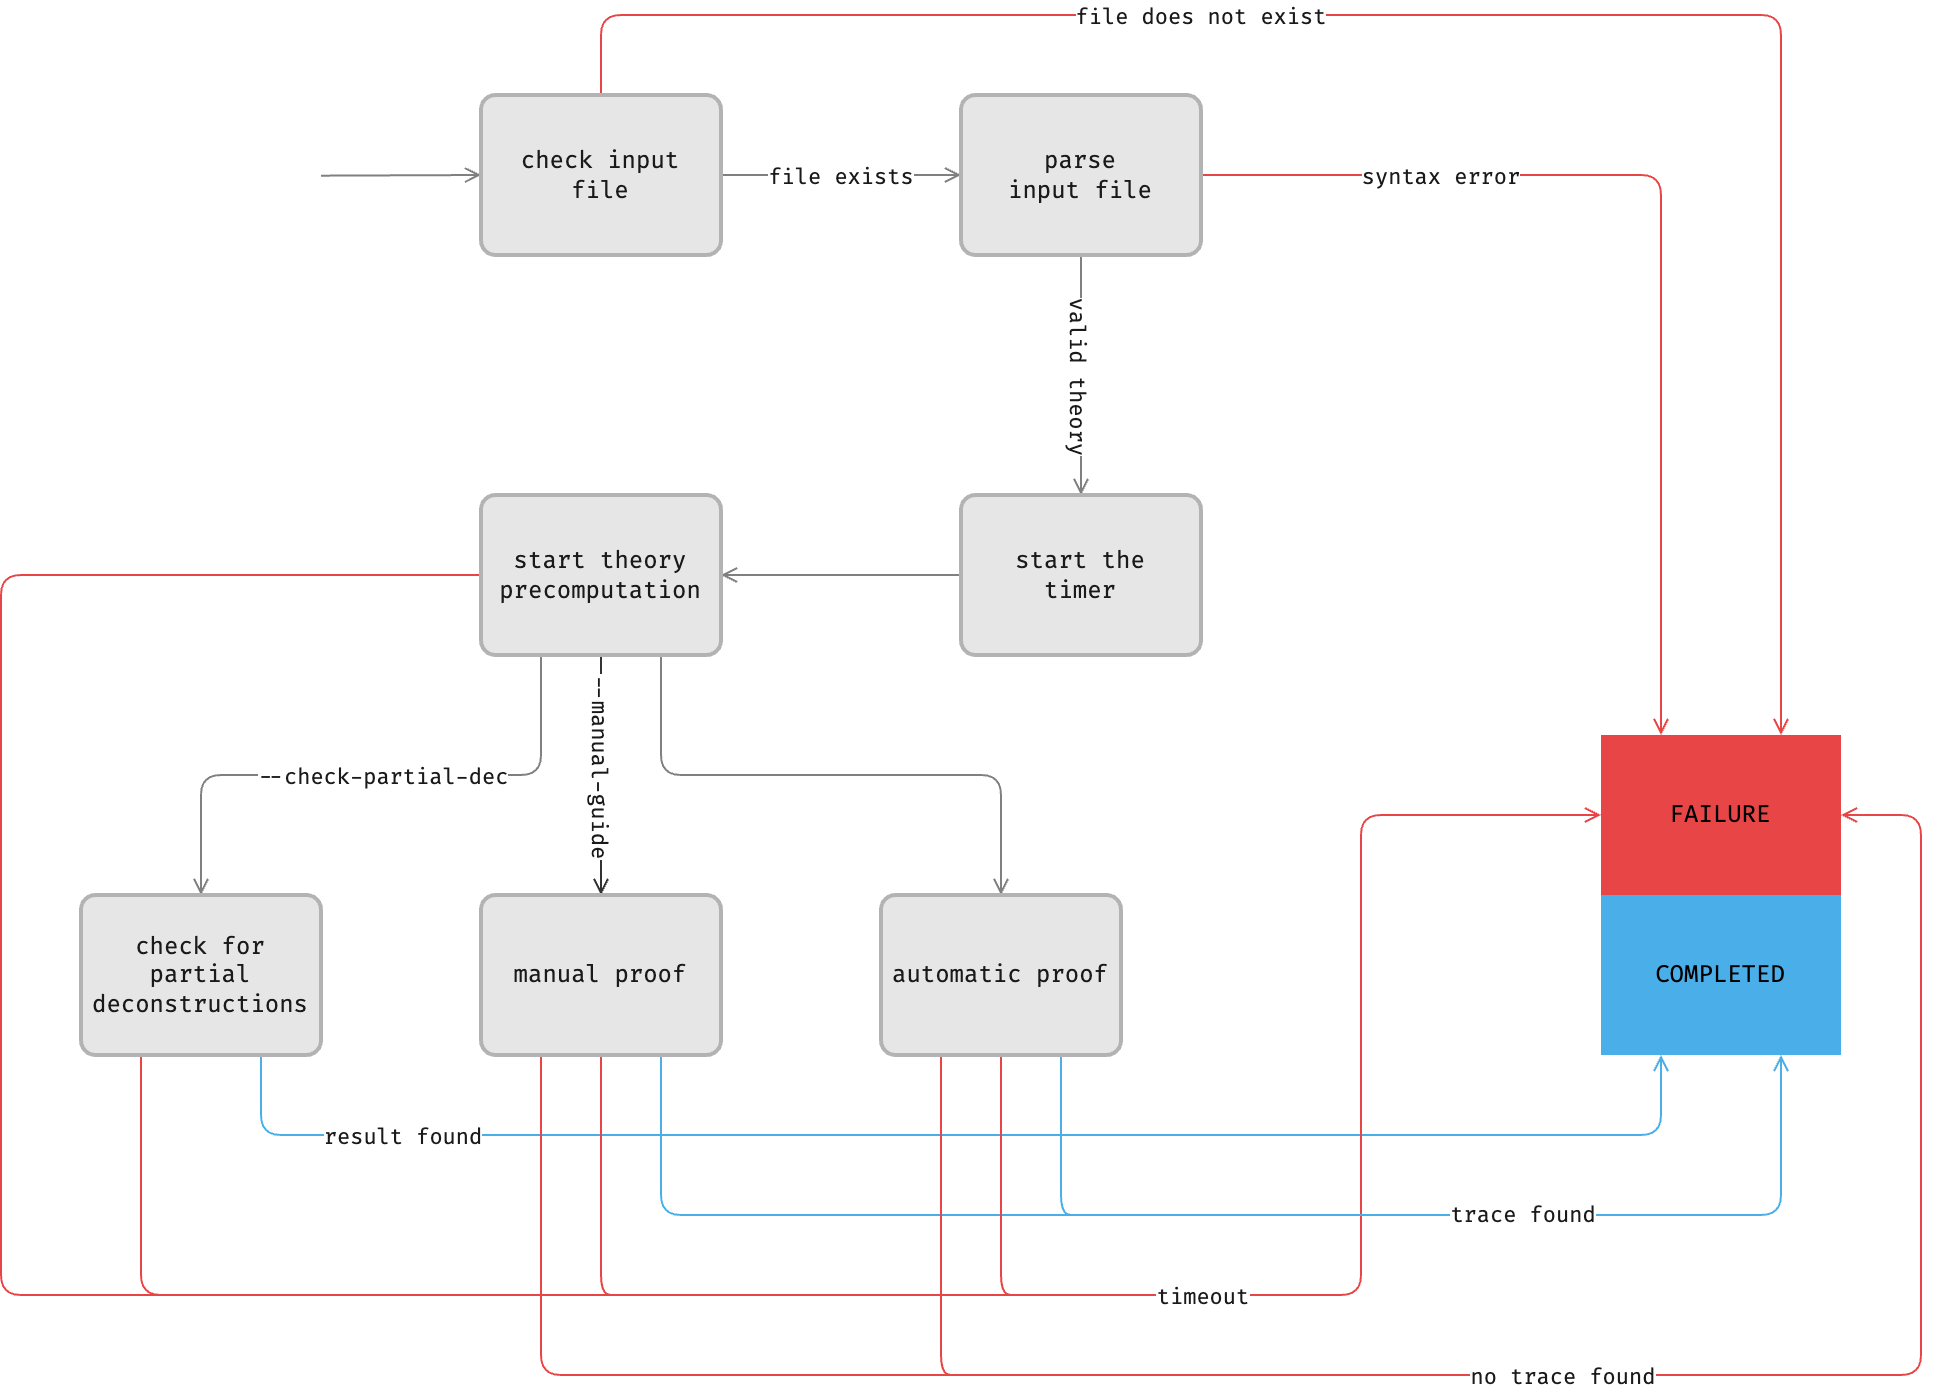 file does not exist
check input
file
file exists
parse
input file
syntax error
valid theory
start theory
precomputation
start the
timer
--manual-guide
--check-partial-dec
FAILURE
check for
partial
deconstructions
manual proof
automatic proof
COMPLETED
result found
trace found
timeout
no trace found